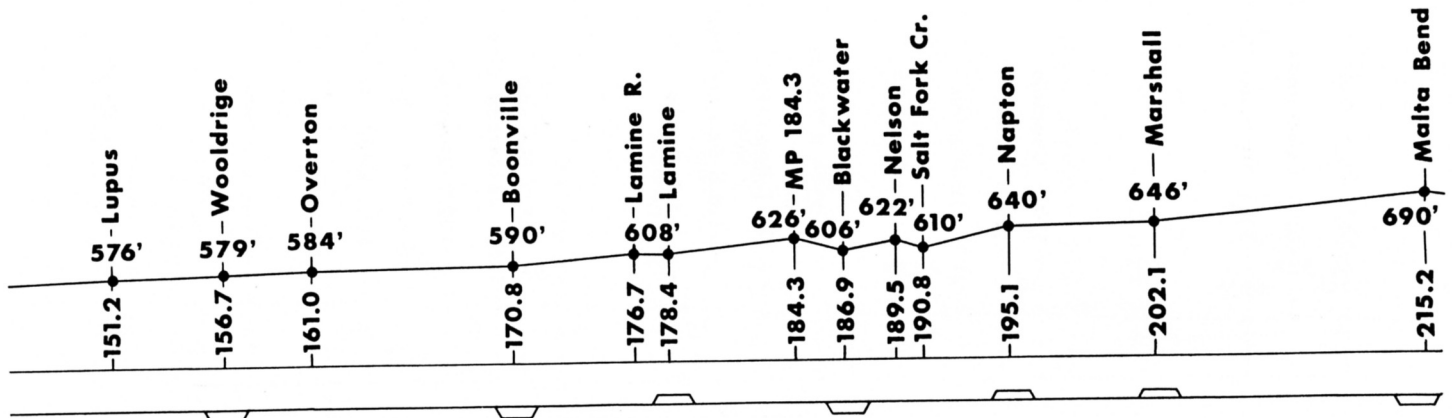 Lupus
576’
151.2
Wooldrige
579’
156.7
Overton
584’
161.0
Boonville
590’
170.8
Lamine R.
608’
176.7
Lamine
178.4
MP 184.3
626’
184.3
Blackwater
606’
186.9
Nelson
622’
189.5
Salt Fork Cr.
610’
190.8
Napton
640’
195.1
Marshall
646’
202.1
Malta Bend
690’
215.2